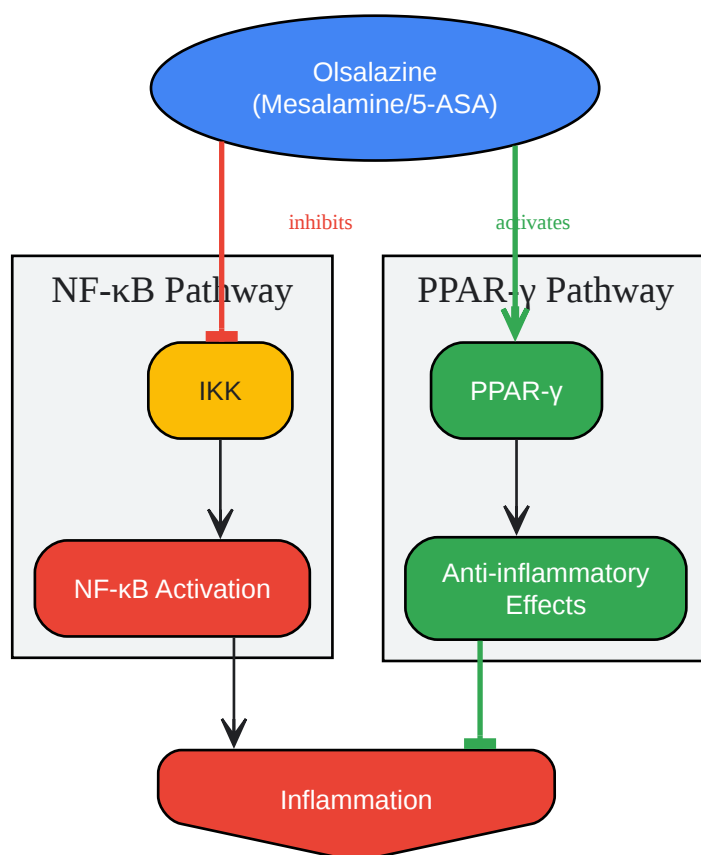 Olsalazine
(Mesalamine/5-ASA)
inhibits
activates
NF-κB Pathway
PPAR-γ Pathway
IKK
PPAR-γ
NF-κB Activation
Anti-inflammatory
Effects
Inflammation